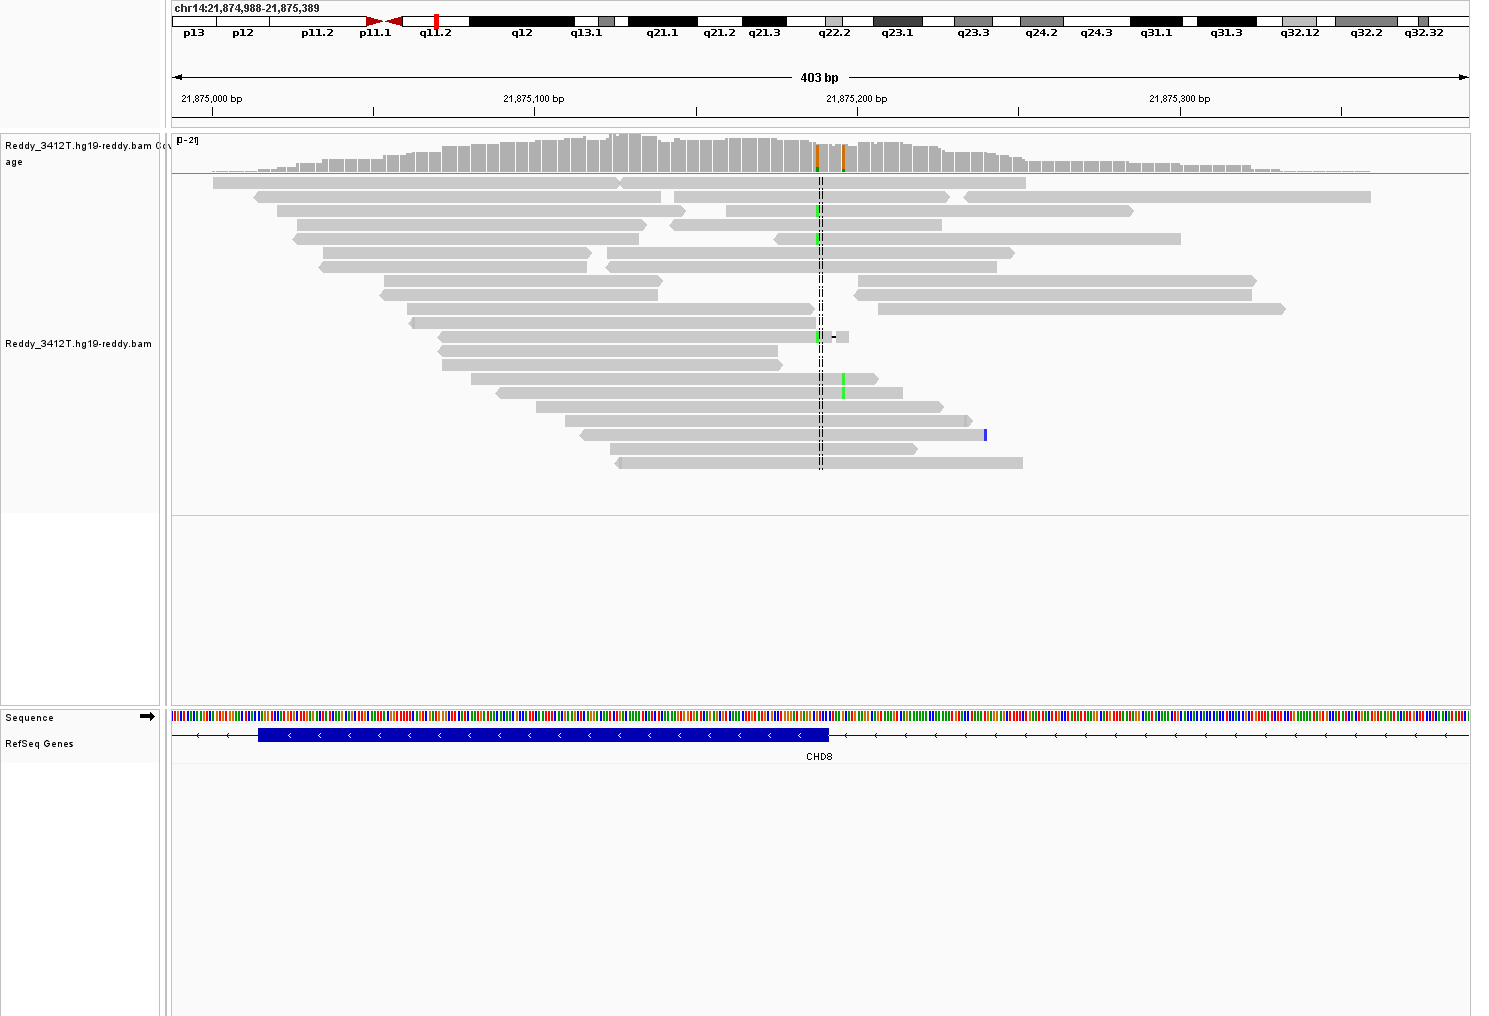 chr14:21,874,988-21,875,389
p13 p12 p11.2 p11.1 q11.2 q12 q13.1 q21.1 q21.2 q21.3 q22.2 q23.1 q23.3 q24.2 q24.3 q31.1 q31.3 q32.12 q32.2 q32.32
403 bp
21,875,000 bp 21,875,100 bp 21,875,200 bp 21,875,300 bp
Reddy_3412T.hg19-reddy.bam Cov
age
[0-21]
Reddy_3412T.hg19-reddy.bam
Sequence
RefSeq Genes
CHD8